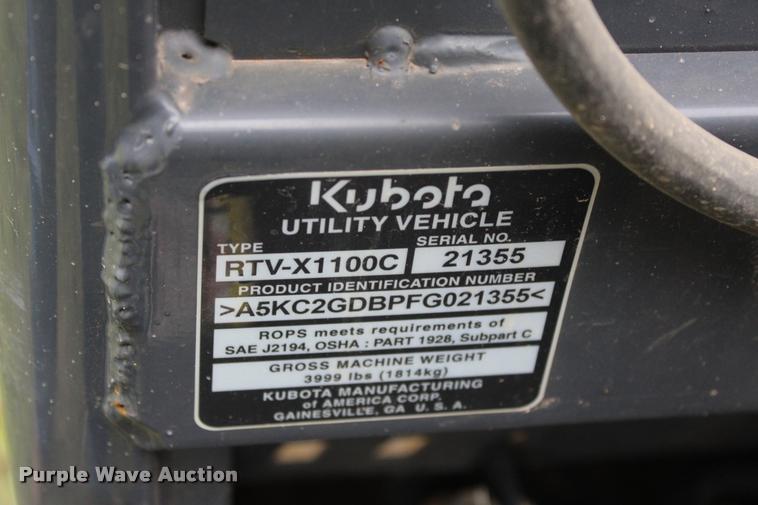 Kubota
UTILITY VEHICLE
TYPE SERIAL NO.
RTV-X1100C 21355
PRODUCT IDENTIFICATION NUMBER
>A5KC2GDBPFG021355<
ROPS meets requirements of
SAE J2194, OSHA : PART 1928, Subpart C
GROSS MACHINE WEIGHT
3999 lbs (1814kg)
KUBOTA MANUFACTURING
of AMERICA CORP.
GAINESVILLE, GA U. S. A.
Purple Wave Auction